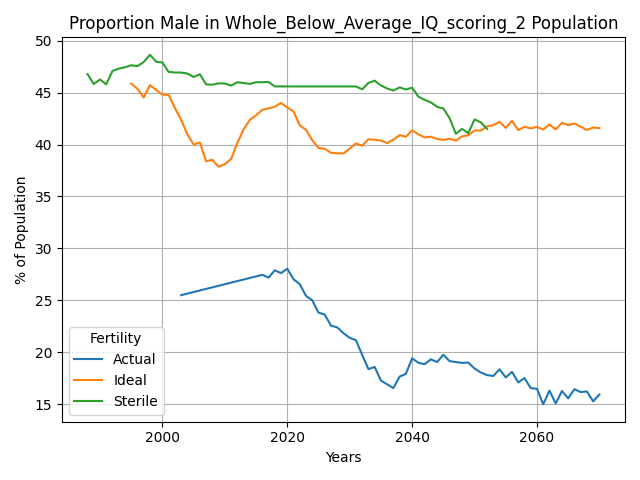 Proportion Male in Whole_Below_Average_IQ_scoring_2 Population
50
45
40
35
30
25
20
15
% of Population
Fertility
Actual
Ideal
Sterile
2000 2020 2040 2060
Years